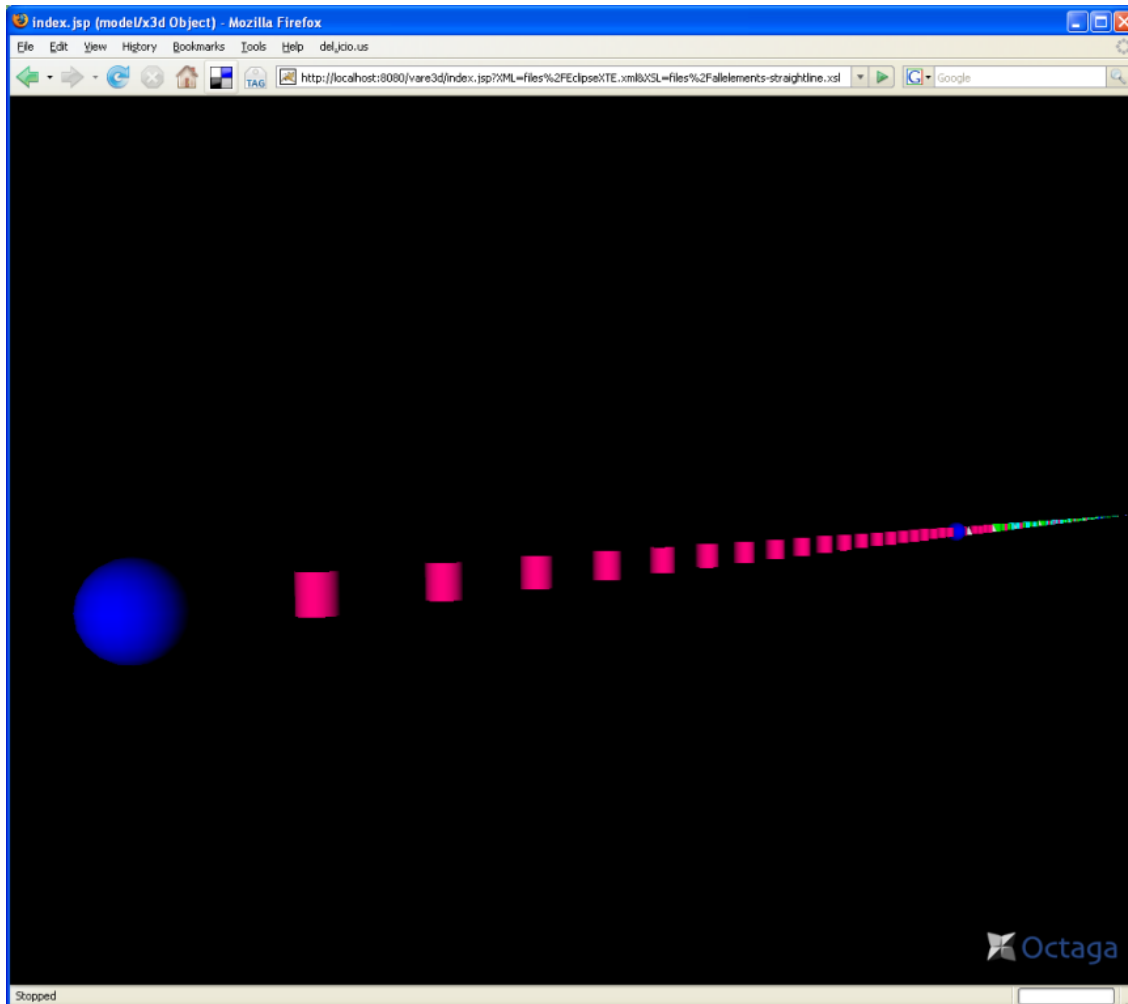 index.jsp (model/x3d Object) - Mozilla Firefox
File Edit View History Bookmarks Tools Help del.icio.us
TAG http://localhost:8080/vare3d/index.jsp?XML=files%2FEclipseXTE.xml&XSL=files%2Fallelements-straightline.xsl G Google
Octaga
Stopped